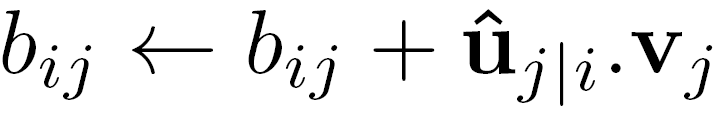 b_{ij} ← b_{ij} + û_{j|i}.v_j